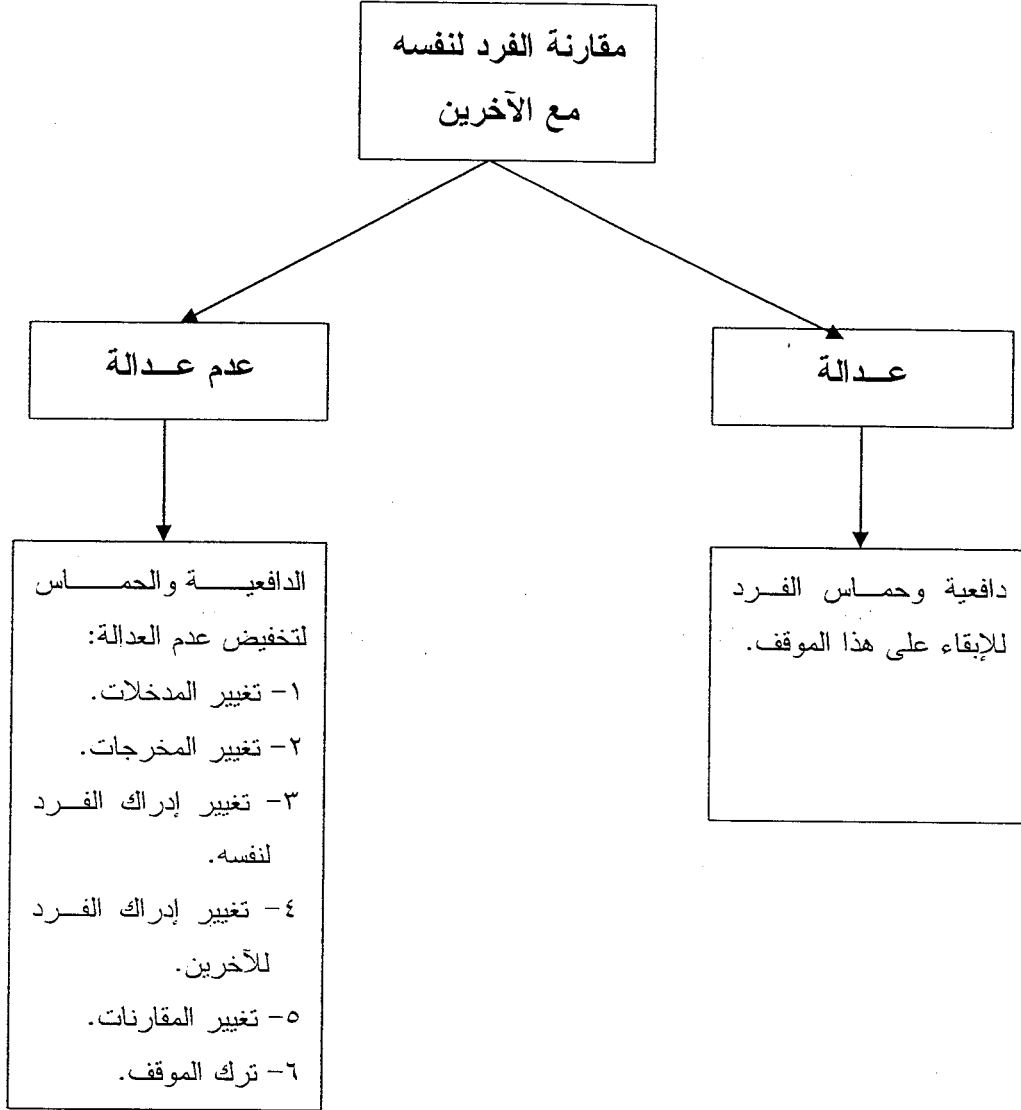 مقارنة الفرد لنفسه
مع الآخرين
عدالة
عدم عدالة
دافعية وحماس الفرد
للإبقاء على هذا الموقف.
الدافعية والحماس
لتخفيض عدم العدالة:
١- تغيير المدخلات.
٢- تغيير المخرجات.
٣- تغيير إدراك الفرد
لنفسه.
٤- تغيير إدراك الفرد
للآخرين.
٥- تغيير المقارنات.
٦- ترك الموقف.